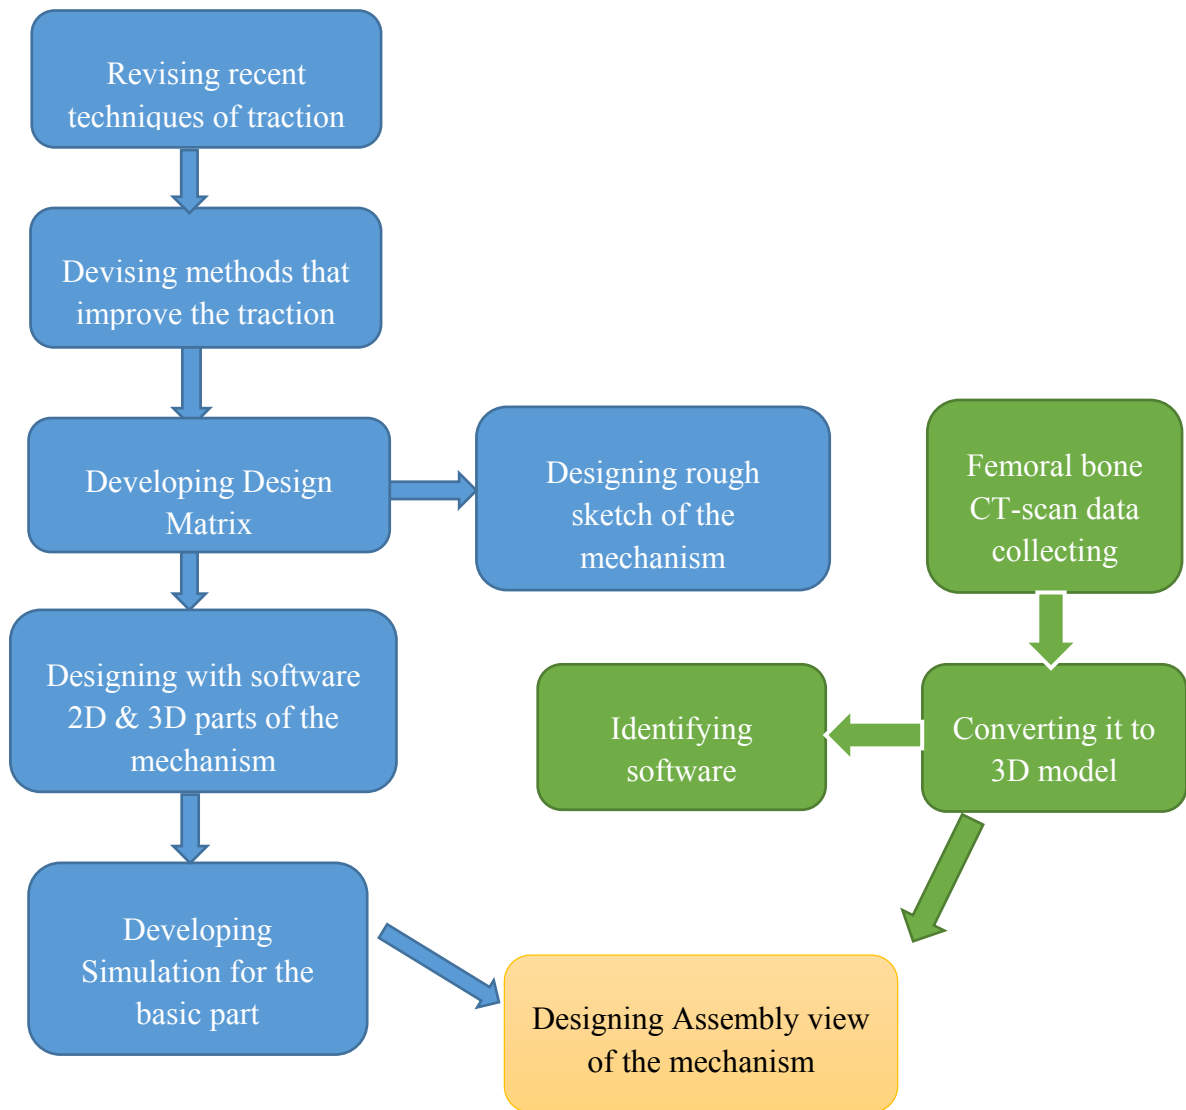 Revising recent
techniques of traction
Devising methods that
improve the traction
Developing Design
Matrix
Designing rough
sketch of the
mechanism
Femoral bone
CT-scan data
collecting
Designing with software
2D & 3D parts of the
mechanism
Identifying
software
Converting it to
3D model
Developing
Simulation for the
basic part
Designing Assembly view
of the mechanism